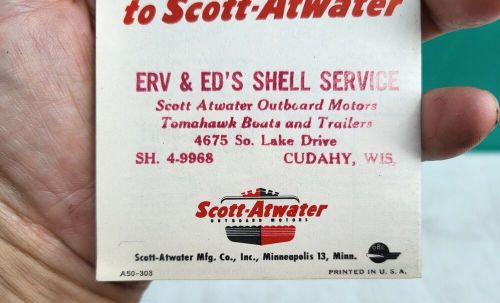 to Scott-Atwater
ERV & ED'S SHELL SERVICE
Scott Atwater Outboard Motors
Tomahawk Boats and Trailers
4675 So. Lake Drive
SH. 4-9968 CUDAHY, WIS.
Scott-Atwater
OUTBOARD MOTORS
Scott-Atwater Mfg. Co., Inc., Minneapolis 13, Minn.
A50-303 PRINTED IN U. S. A.